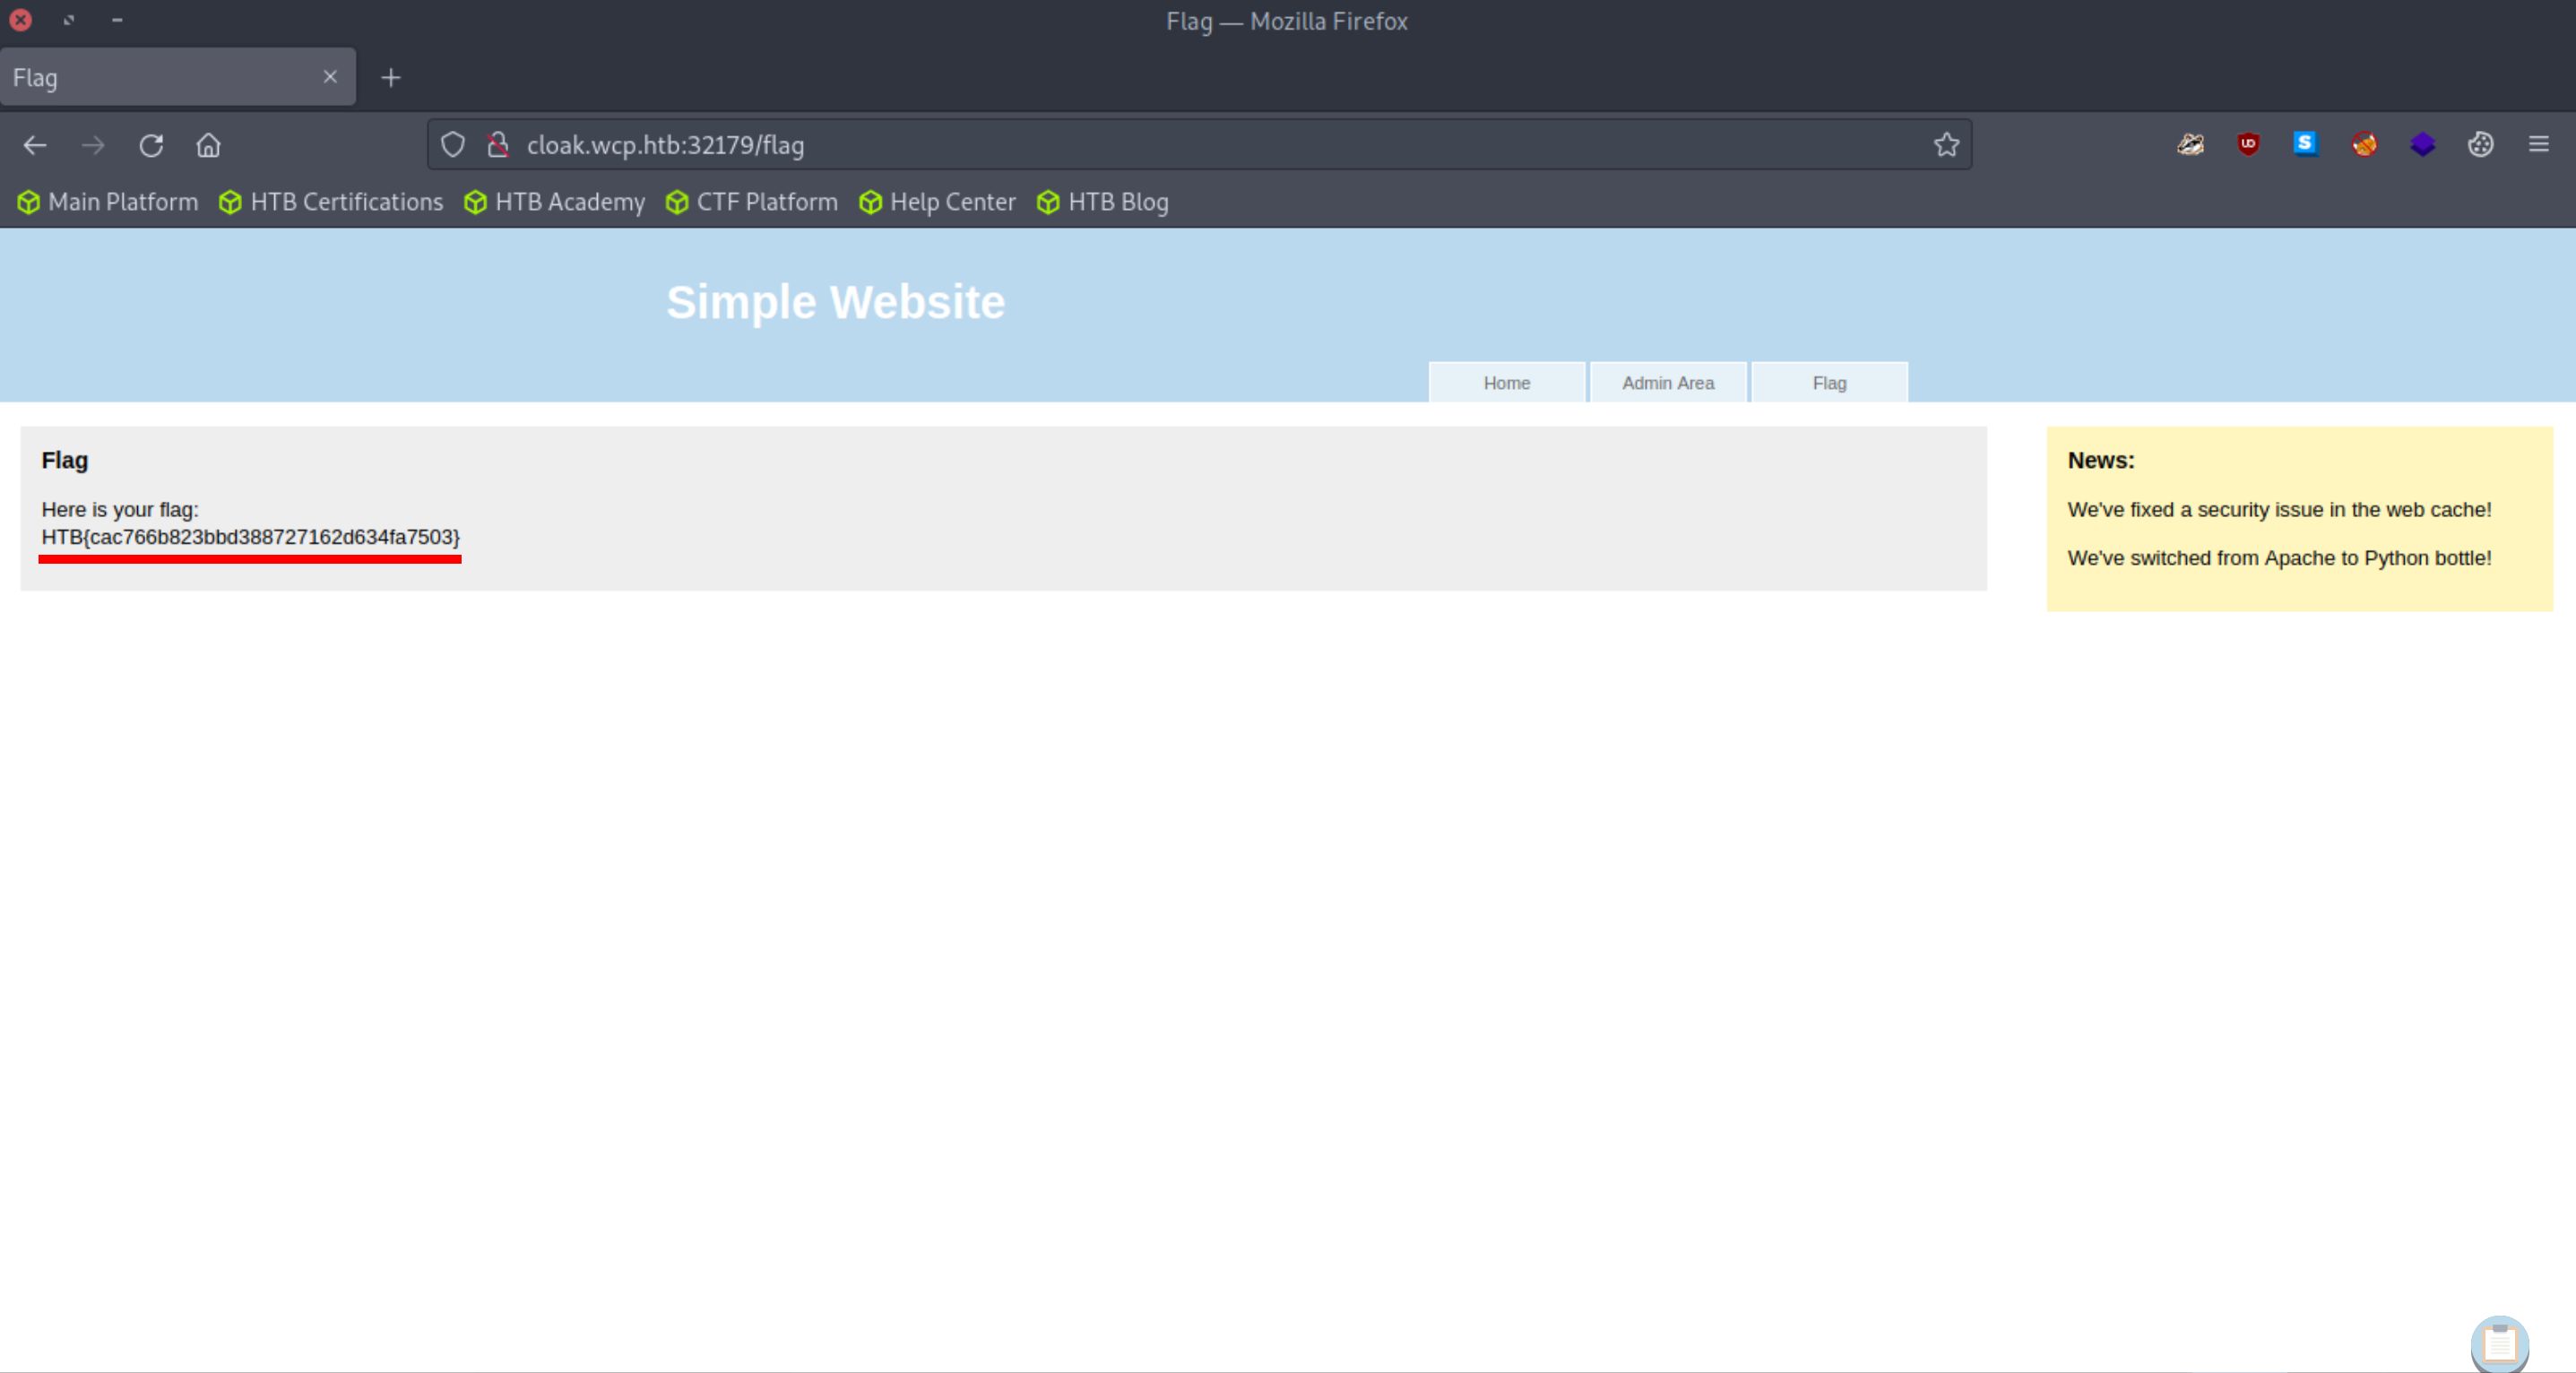 Flag — Mozilla Firefox
Flag
cloak.wcp.htb:32179/flag
Main Platform HTB Certifications HTB Academy CTF Platform Help Center HTB Blog
Simple Website
Home Admin Area Flag
Flag
Here is your flag:
HTB{cac766b823bbd388727162d634fa7503}
News:
We've fixed a security issue in the web cache!
We've switched from Apache to Python bottle!